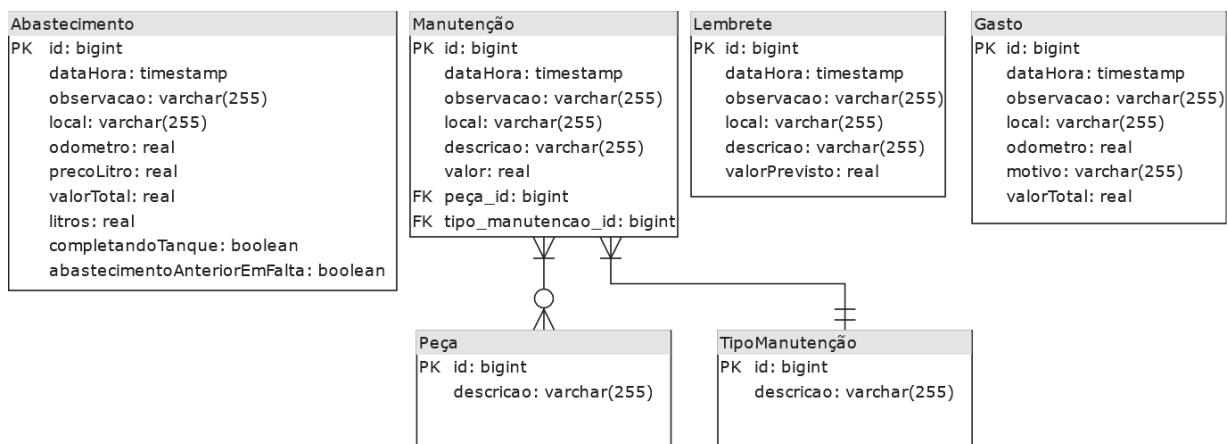 Abastecimento
PK id: bigint
dataHora: timestamp
observacao: varchar(255)
local: varchar(255)
odometro: real
precoLitro: real
valorTotal: real
litros: real
completandoTanque: boolean
abastecimentoAnteriorEmFalta: boolean
Manutenção
PK id: bigint
dataHora: timestamp
observacao: varchar(255)
local: varchar(255)
descricao: varchar(255)
valor: real
FK peça_id: bigint
FK tipo_manutencao_id: bigint
Lembrete
PK id: bigint
dataHora: timestamp
observacao: varchar(255)
local: varchar(255)
descricao: varchar(255)
valorPrevisto: real
Gasto
PK id: bigint
dataHora: timestamp
observacao: varchar(255)
local: varchar(255)
odometro: real
motivo: varchar(255)
valorTotal: real
Peça
PK id: bigint
descricao: varchar(255)
TipoManutenção
PK id: bigint
descricao: varchar(255)